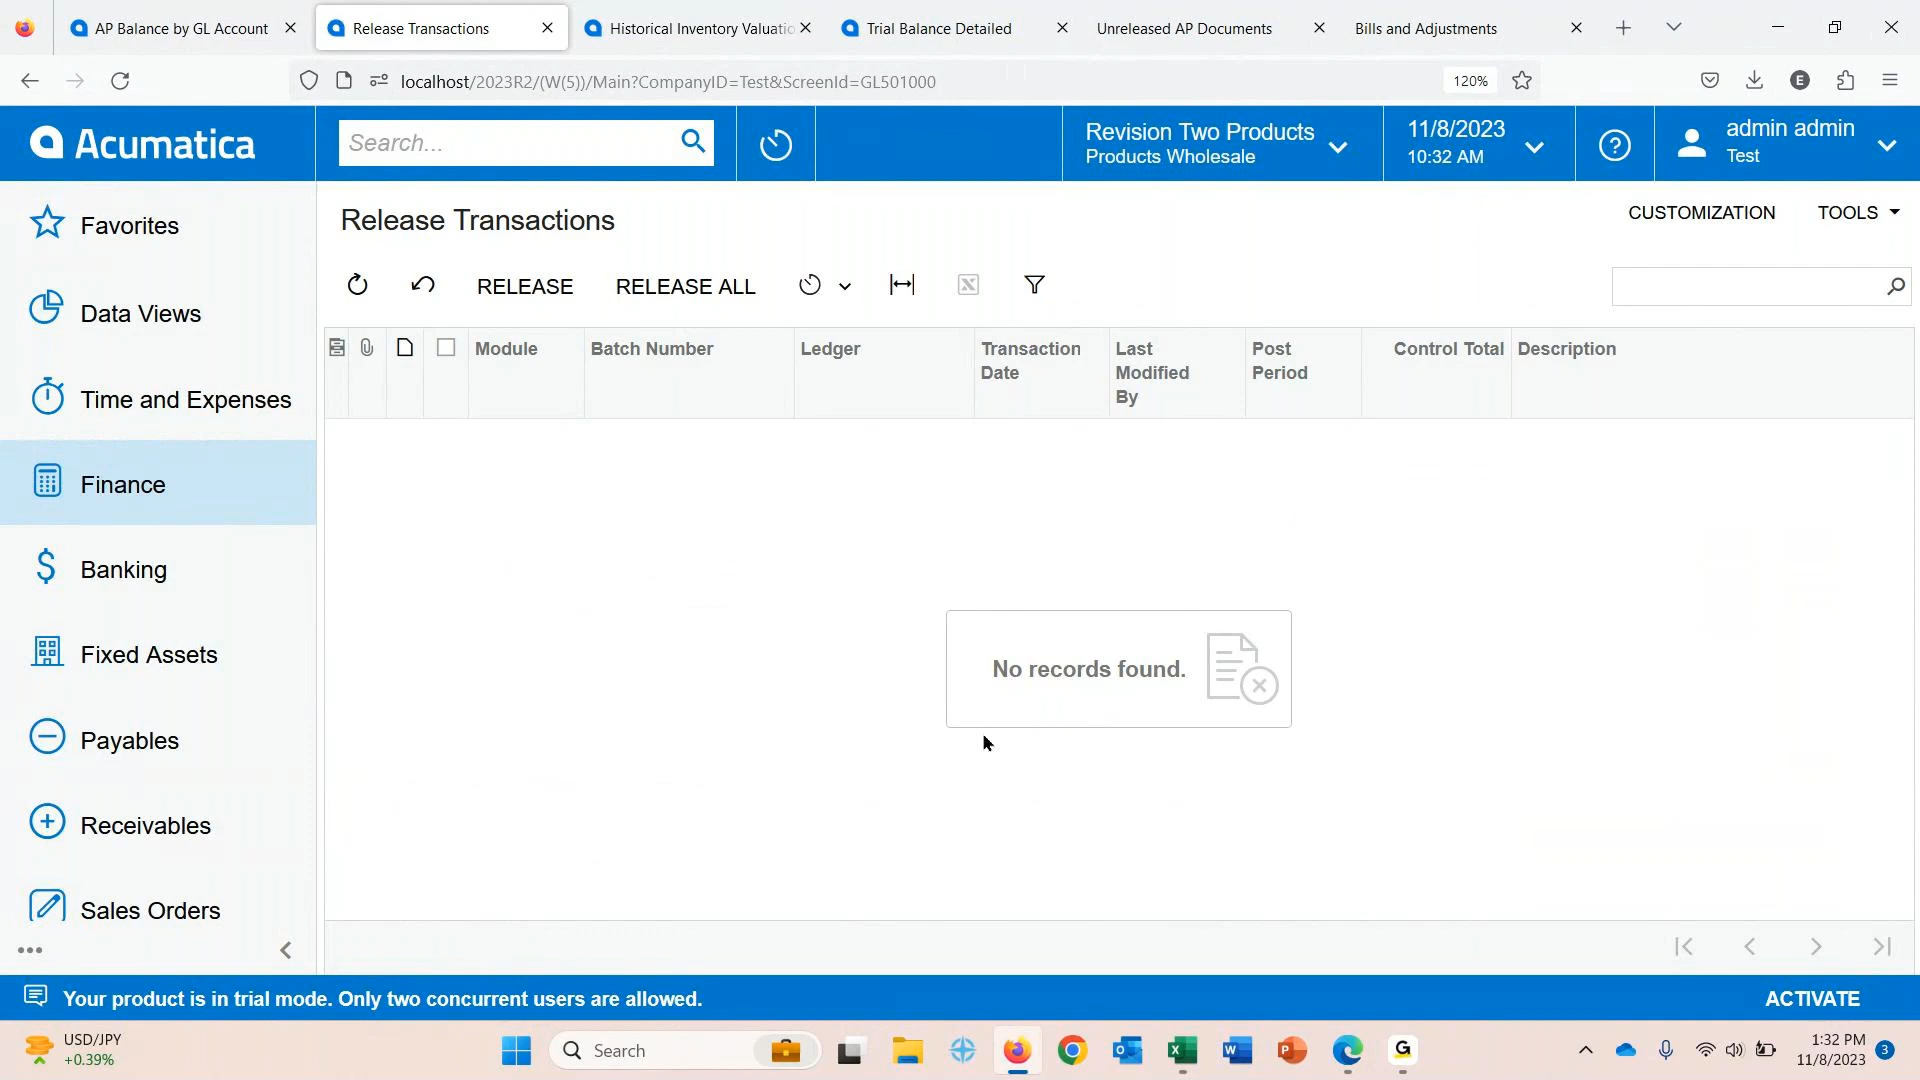 AP Balance by GL Account
Release Transactions
Historical Inventory Valuatio
Trial Balance Detailed
Unreleased AP Documents
Bills and Adjustments
localhost/2023R2/(W(5))/Main?CompanyID=Test&ScreenId=GL501000
120%
E
Acumatica
Search...
Revision Two Products
Products Wholesale
11/8/2023
10:32 AM
?
admin admin
Test
Favorites
Data Views
Time and Expenses
Finance
Banking
Fixed Assets
Payables
Receivables
Sales Orders
Release Transactions
CUSTOMIZATION
TOOLS
RELEASE
RELEASE ALL
Module
Batch Number
Ledger
Transaction
Date
Last
Modified
By
Post
Period
Control Total
Description
No records found.
Your product is in trial mode. Only two concurrent users are allowed.
ACTIVATE
USD/JPY
+0.39%
Search
1:32 PM
11/8/2023
3